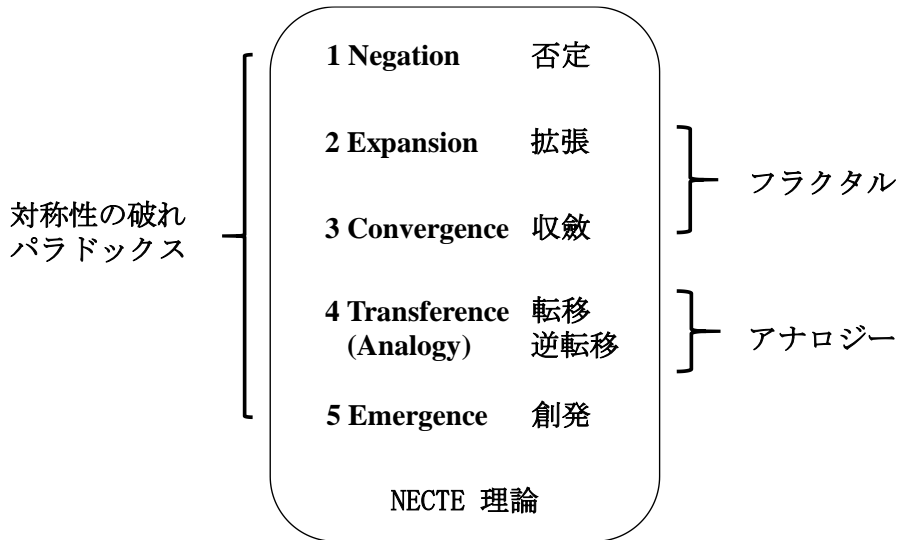 1 Negation 否定
2 Expansion 拡張
フラクタル
対称性の破れ
パラドックス
3 Convergence 収斂
4 Transference 転移
(Analogy) 逆転移
アナロジー
5 Emergence 創発
NECTE 理論